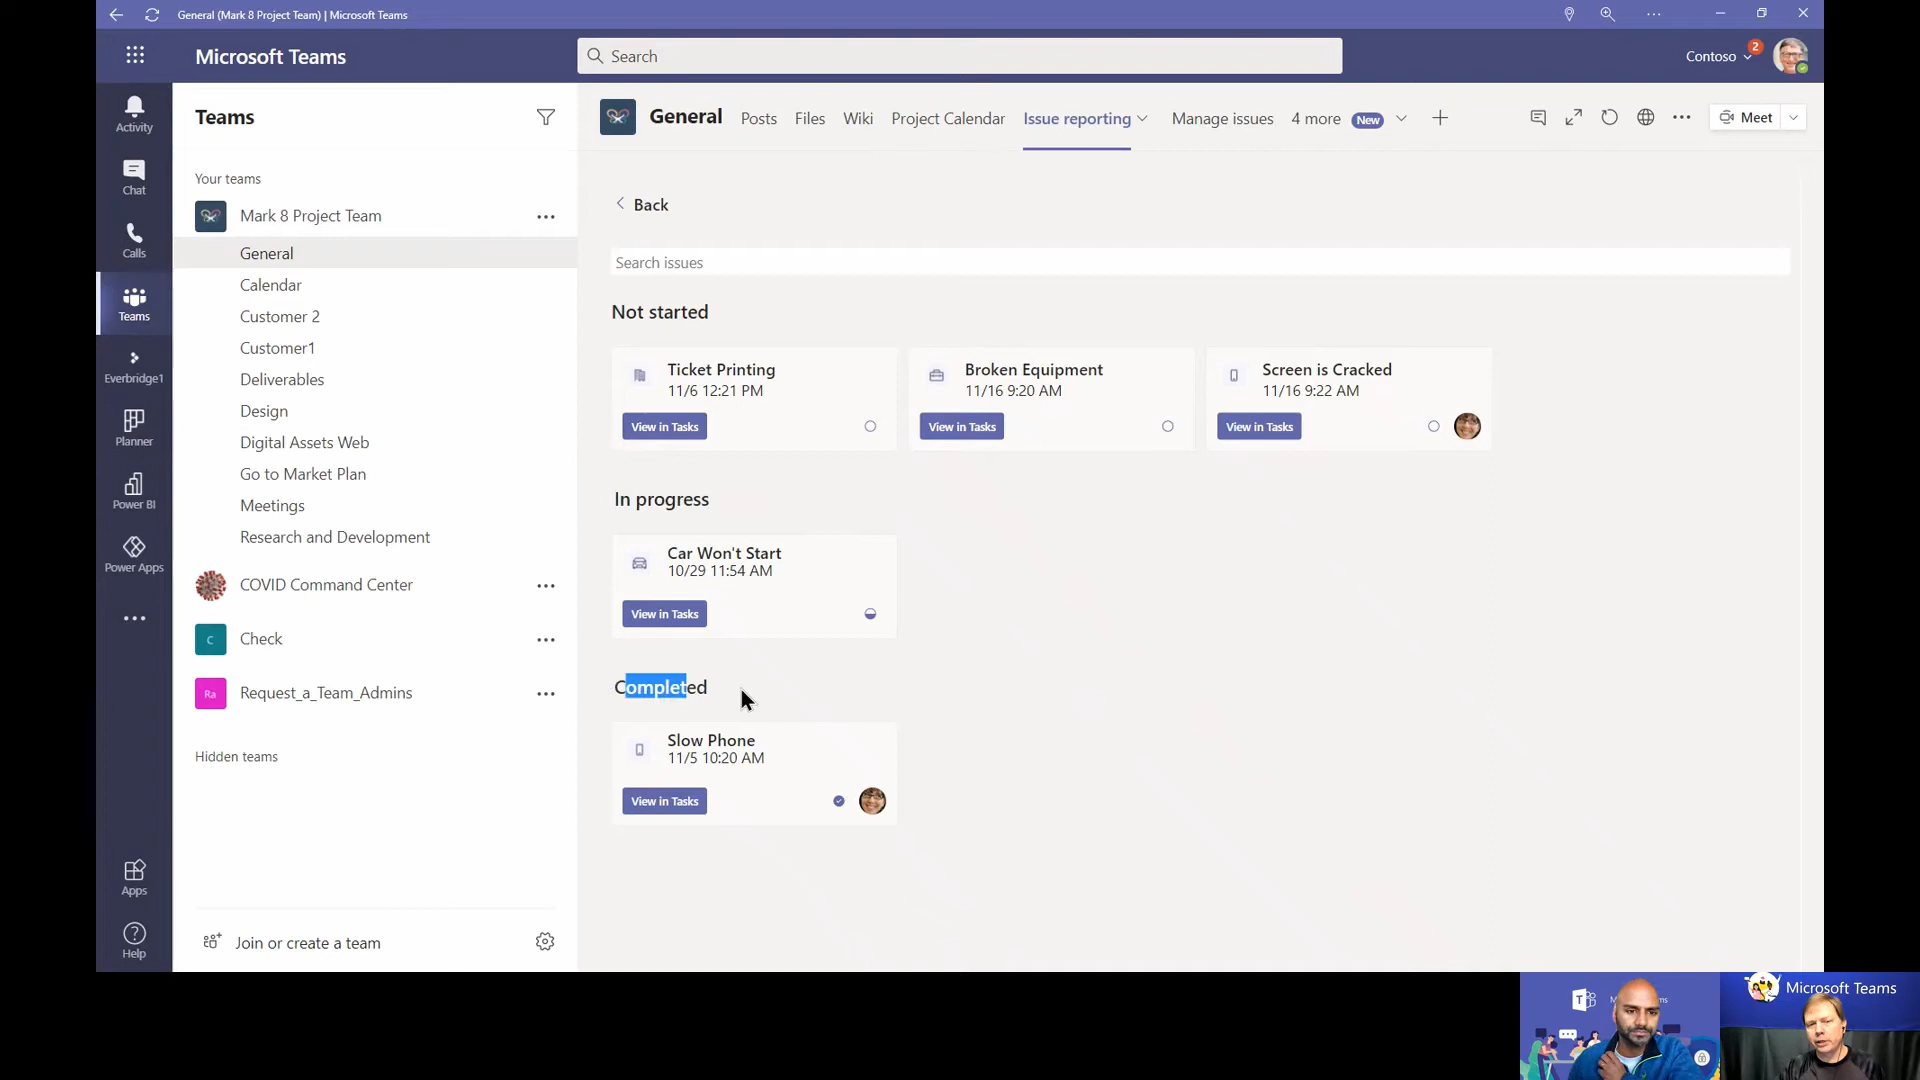 General (Mark 8 Project Team) | Microsoft Teams
Microsoft Teams
Search
Contoso
2
Activity
Chat
Calls
Teams
Everbridge1
Planner
Power BI
Power Apps
Apps
Help
Teams
Your teams
Mark 8 Project Team
General
Calendar
Customer 2
Customer1
Deliverables
Design
Digital Assets Web
Go to Market Plan
Meetings
Research and Development
COVID Command Center
C
Check
Ra
Request_a_Team_Admins
Hidden teams
Join or create a team
General Posts Files Wiki Project Calendar Issue reporting Manage issues 4 more New
Meet
Back
Search issues
Not started
Ticket Printing
11/6 12:21 PM
View in Tasks
Broken Equipment
11/16 9:20 AM
View in Tasks
Screen is Cracked
11/16 9:22 AM
View in Tasks
In progress
Car Won't Start
10/29 11:54 AM
View in Tasks
Completed
Slow Phone
11/5 10:20 AM
View in Tasks
T
Microsoft Teams